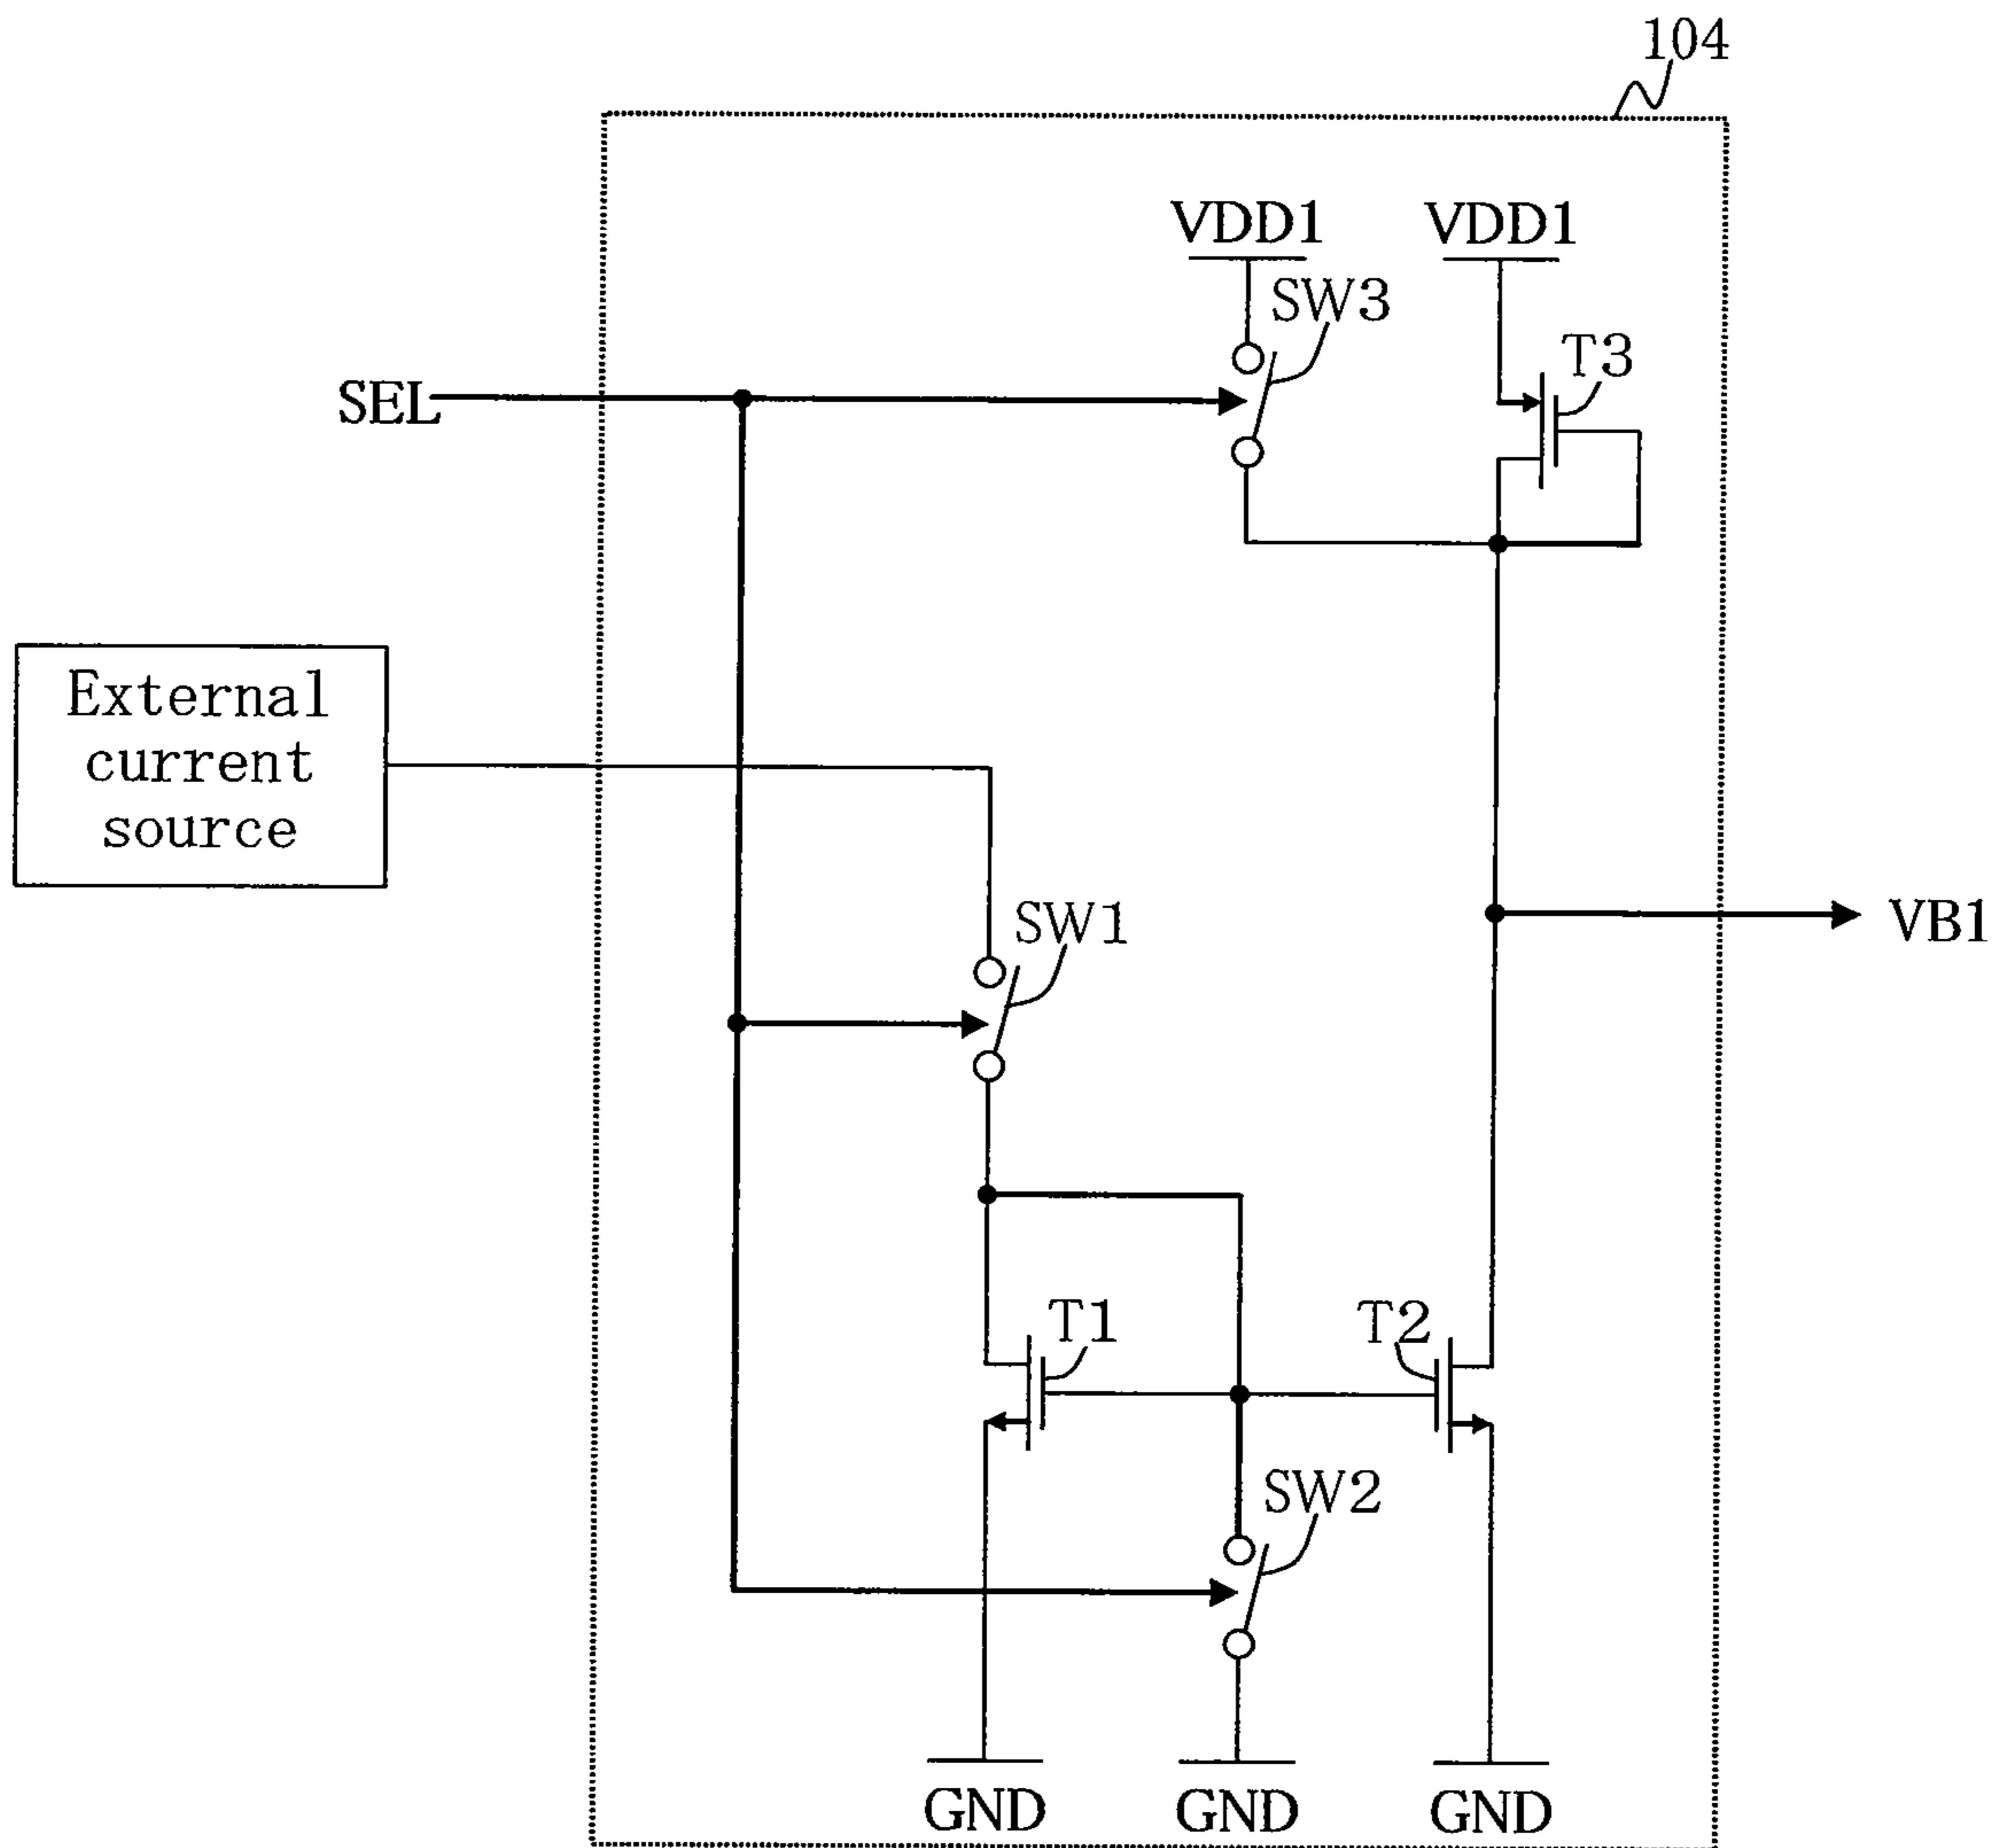 104
VDD1
VDD1
SW3
T3
SEL
External
current
source
SW1
VB1
T1
T2
SW2
GND
GND
GND